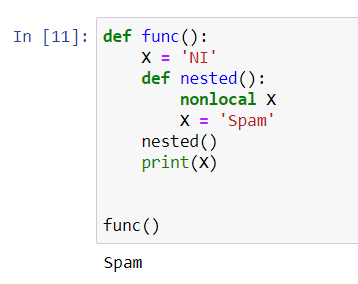 In [11]: def func():
    X = 'NI'
    def nested():
        nonlocal X
        X = 'Spam'
    nested()
    print(X)


func()
Spam